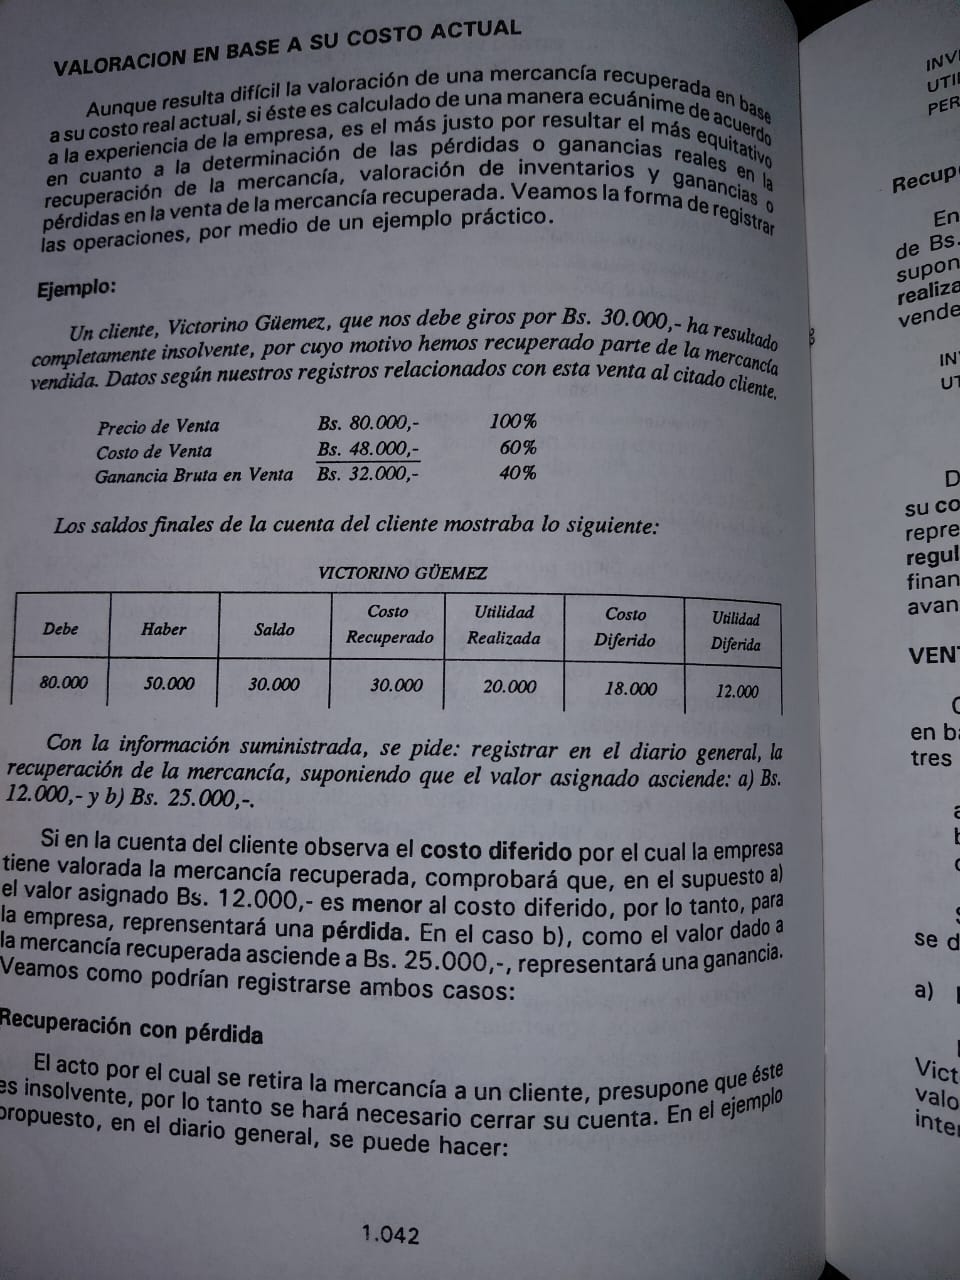 VALORACION EN BASE A SU COSTO ACTUAL
Aunque resulta difícil la valoración de una mercancía recuperada en base
a su costo real actual, si éste es calculado de una manera ecuánime de acuerdo
a la experiencia de la empresa, es el más justo por resultar el más equitativo
en cuanto a la determinación de las pérdidas o ganancias reales en la
recuperación de la mercancía, valoración de inventarios y ganancias o
pérdidas en la venta de la mercancía recuperada. Veamos la forma de registrar
las operaciones, por medio de un ejemplo práctico.
Ejemplo:
Un cliente, Victorino Güemez, que nos debe giros por Bs. 30.000,- ha resultado
completamente insolvente, por cuyo motivo hemos recuperado parte de la mercancía
vendida. Datos según nuestros registros relacionados con esta venta al citado cliente.
Precio de Venta Bs. 80.000,- 100%
Costo de Venta Bs. 48.000,- 60%
Ganancia Bruta en Venta Bs. 32.000,- 40%
Los saldos finales de la cuenta del cliente mostraba lo siguiente:
VICTORINO GÜEMEZ
Debe Haber Saldo Costo Recuperado Utilidad Realizada Costo Diferido Utilidad Diferida
80.000 50.000 30.000 30.000 20.000 18.000 12.000
Con la información suministrada, se pide: registrar en el diario general, la
recuperación de la mercancía, suponiendo que el valor asignado asciende: a) Bs.
12.000,- y b) Bs. 25.000,-.
Si en la cuenta del cliente observa el costo diferido por el cual la empresa
tiene valorada la mercancía recuperada, comprobará que, en el supuesto a)
el valor asignado Bs. 12.000,- es menor al costo diferido, por lo tanto, para
la empresa, reprensentará una pérdida. En el caso b), como el valor dado a
la mercancía recuperada asciende a Bs. 25.000,-, representará una ganancia.
Veamos como podrían registrarse ambos casos:
Recuperación con pérdida
El acto por el cual se retira la mercancía a un cliente, presupone que éste
es insolvente, por lo tanto se hará necesario cerrar su cuenta. En el ejemplo
propuesto, en el diario general, se puede hacer:
1.042
En
de Bs.
su co
en b
tres
se d
a)